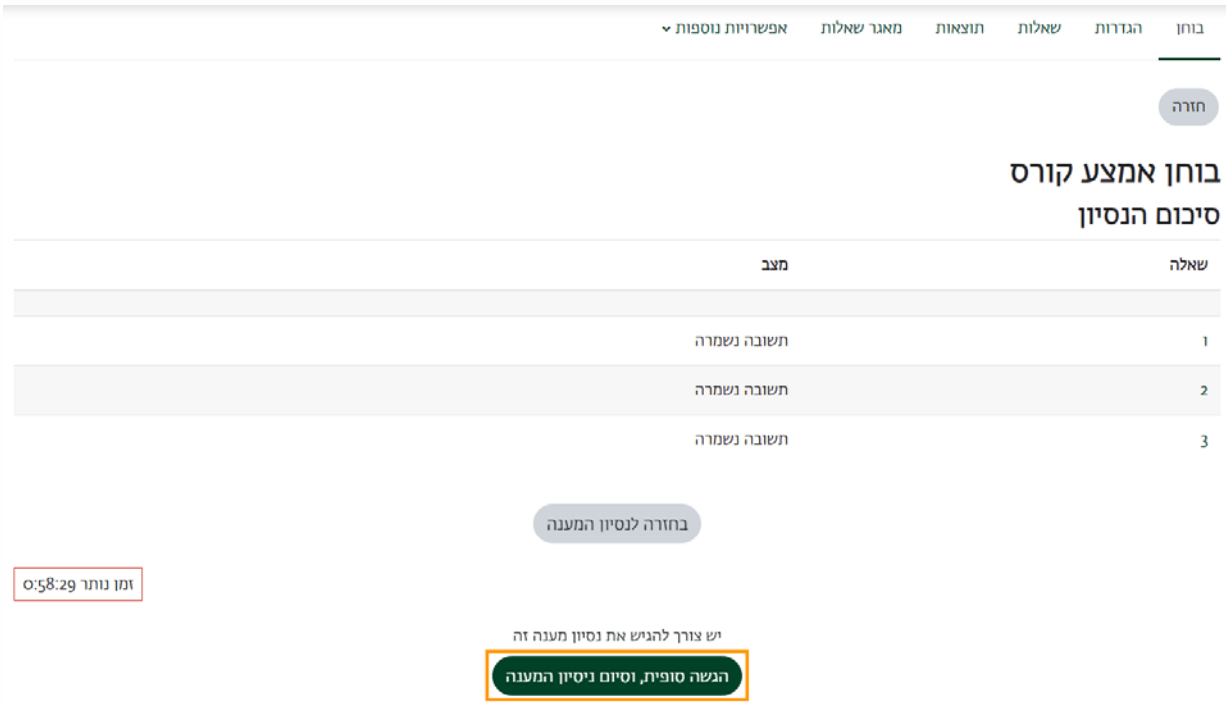 בוחן הגדרות שאלות תוצאות מאגר שאלות אפשרויות נוספות
חזרה
בוחן אמצע קורס
סיכום הנסיון
שאלה מצב
1 תשובה נשמרה
2 תשובה נשמרה
3 תשובה נשמרה
בחזרה לנסיון המענה
זמן נותר 0:58:29
יש צורך להגיש את נסיון מענה זה
הגשה סופית, וסיום ניסיון המענה